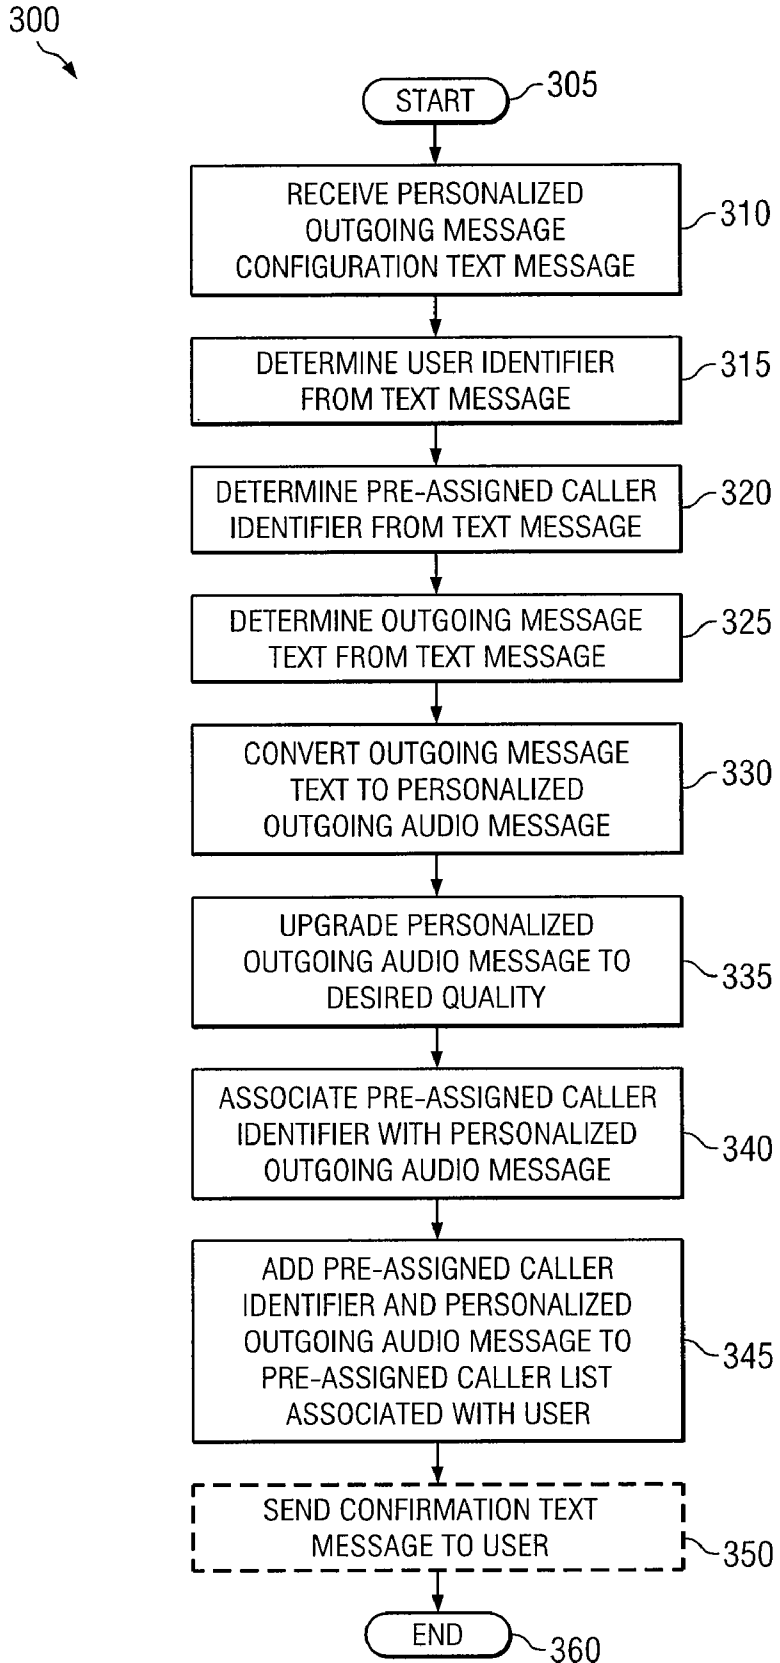 300
START
305
RECEIVE PERSONALIZED
OUTGOING MESSAGE
CONFIGURATION TEXT MESSAGE
310
DETERMINE USER IDENTIFIER
FROM TEXT MESSAGE
315
DETERMINE PRE-ASSIGNED CALLER
IDENTIFIER FROM TEXT MESSAGE
320
DETERMINE OUTGOING MESSAGE
TEXT FROM TEXT MESSAGE
325
CONVERT OUTGOING MESSAGE
TEXT TO PERSONALIZED
OUTGOING AUDIO MESSAGE
330
UPGRADE PERSONALIZED
OUTGOING AUDIO MESSAGE TO
DESIRED QUALITY
335
ASSOCIATE PRE-ASSIGNED CALLER
IDENTIFIER WITH PERSONALIZED
OUTGOING AUDIO MESSAGE
340
ADD PRE-ASSIGNED CALLER
IDENTIFIER AND PERSONALIZED
OUTGOING AUDIO MESSAGE TO
PRE-ASSIGNED CALLER LIST
ASSOCIATED WITH USER
345
SEND CONFIRMATION TEXT
MESSAGE TO USER
350
END
360